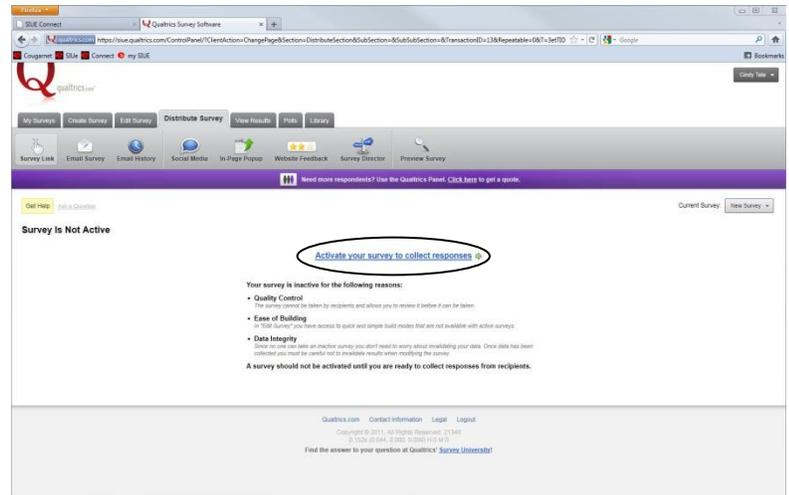 Firefox
SIUE Connect
Qualtrics Survey Software
qualtrics.com https://siue.qualtrics.com/ControlPanel/?ClientAction=ChangePage&Section=DistributeSection&SubSection=&SubSubSection=&TransactionID=13&Repeatable=0&T=3etTID
Google
Cougarnet SIUe Connect my SIUE Bookmarks
Q
qualtrics.com
Cindy Tate
My Surveys Create Survey Edit Survey Distribute Survey View Results Polls Library
Survey Link Email Survey Email History Social Media In-Page Popup Website Feedback Survey Director Preview Survey
Need more respondents? Use the Qualtrics Panel. Click here to get a quote.
Get Help Ask a Question Current Survey: New Survey
Survey Is Not Active
Activate your survey to collect responses
Your survey is inactive for the following reasons:
• Quality Control
The survey cannot be taken by recipients and allows you to review it before it can be taken.
• Ease of Building
In "Edit Survey" you have access to quick and simple build modes that are not available with active surveys.
• Data Integrity
Since no one can take an inactive survey you don't need to worry about invalidating your data. Once data has been
collected you must be careful not to invalidate results when modifying the survey.
A survey should not be activated until you are ready to collect responses from recipients.
Qualtrics.com Contact Information Legal Logout
Copyright © 2011, All Rights Reserved. 21340
Find the answer to your question at Qualtrics' Survey University!